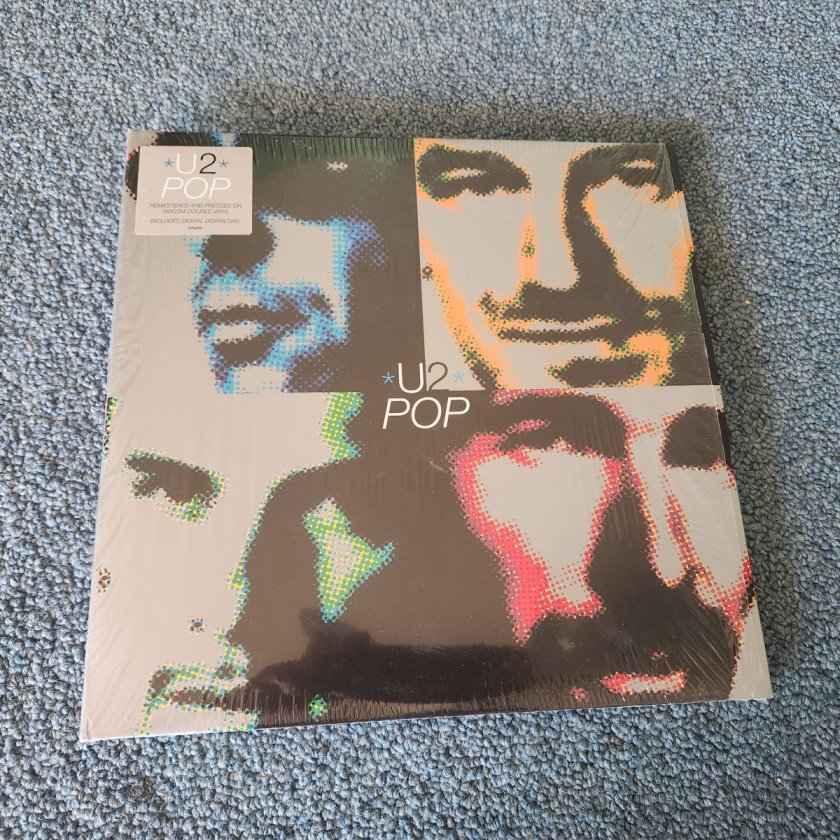 *U2*
POP
REMASTERED AND PRESSED ON
180GSM DOUBLE VINYL
INCLUDES DIGITAL DOWNLOAD
*U2*
POP